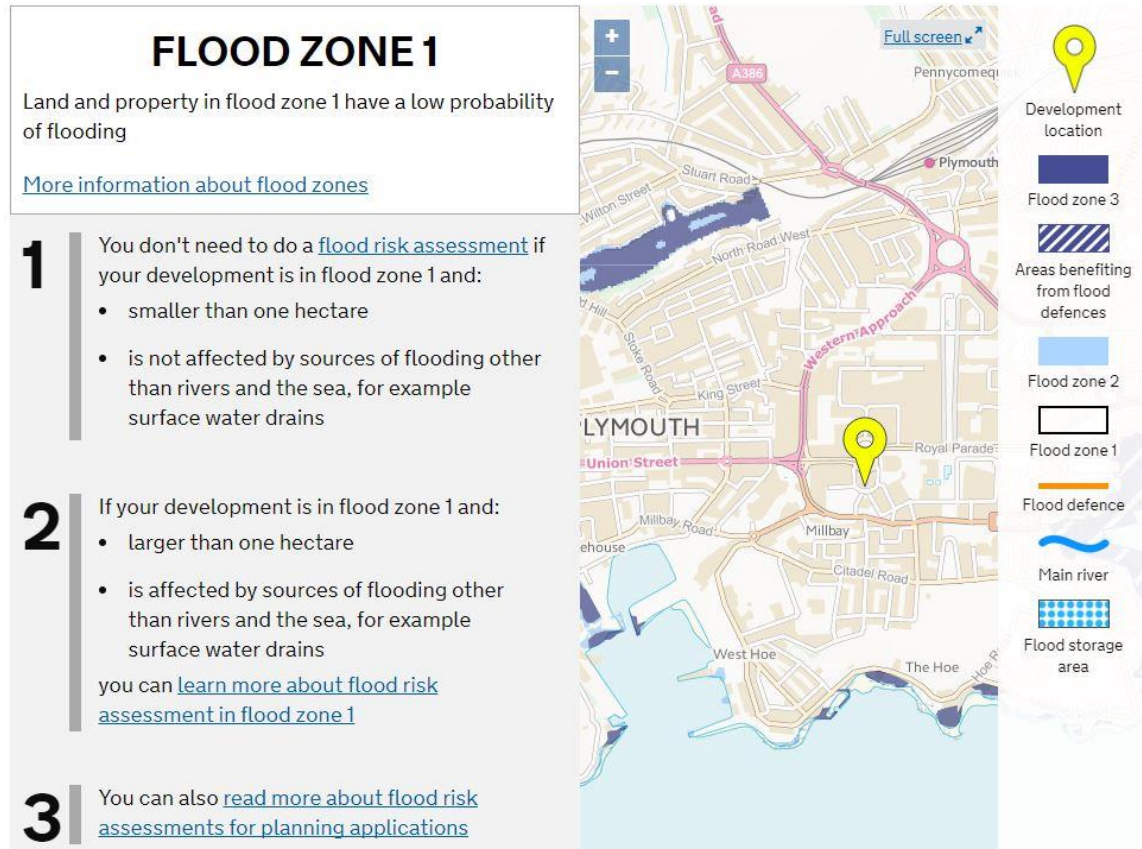 FLOOD ZONE 1
Land and property in flood zone 1 have a low probability
of flooding
More information about flood zones
1
You don't need to do a flood risk assessment if
your development is in flood zone 1 and:
• smaller than one hectare
• is not affected by sources of flooding other
than rivers and the sea, for example
surface water drains
2
If your development is in flood zone 1 and:
• larger than one hectare
• is affected by sources of flooding other
than rivers and the sea, for example
surface water drains
you can learn more about flood risk
assessment in flood zone 1
3
You can also read more about flood risk
assessments for planning applications
+
−
Full screen
ad
A386
Pennycomequ
Plymouth
Stuart Road
Wilton Street
North Road West
d Hill
Stoke Road
Western Approach
King Street
LYMOUTH
Royal Parade
Union Street
Millbay Road
Millbay
ehouse
Citadel Road
West Hoe
The Hoe
Hoe R
Development
location
Flood zone 3
Areas benefiting
from flood
defences
Flood zone 2
Flood zone 1
Flood defence
Main river
Flood storage
area